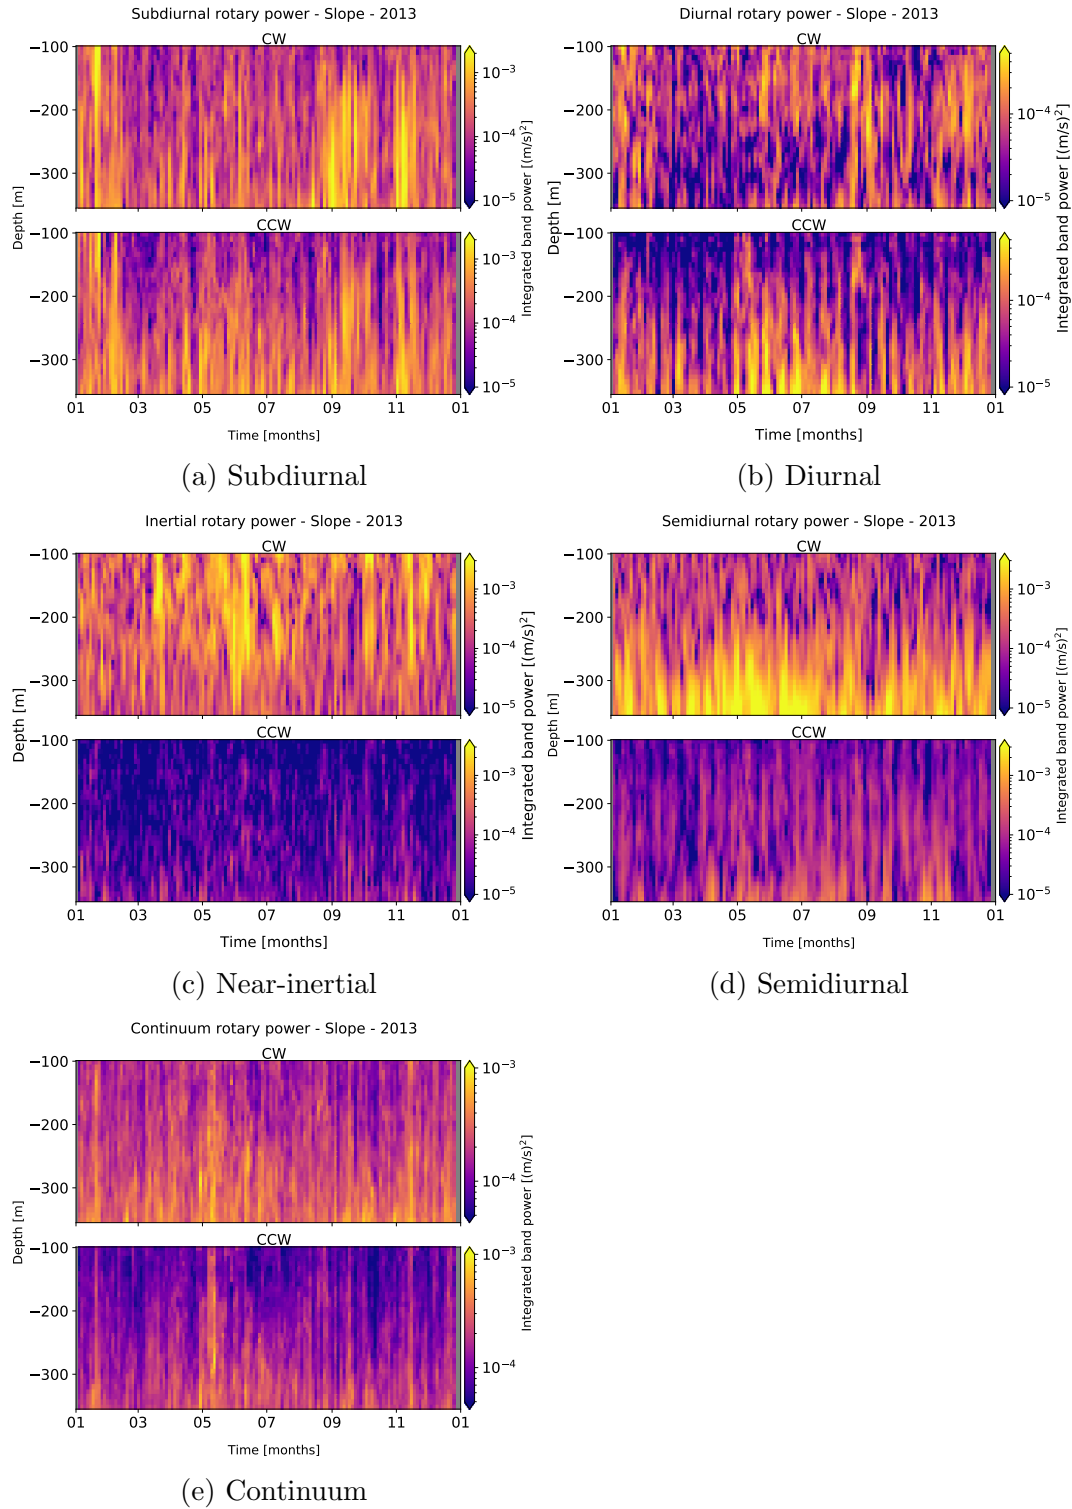 Subdiurnal rotary power - Slope - 2013
CW
−100
−200
−300
10⁻³
10⁻⁴
10⁻⁵
CCW
−100
−200
−300
10⁻³
10⁻⁴
10⁻⁵
Depth [m]
Integrated band power [(m/s)²]
01 03 05 07 09 11 01
Time [months]
(a) Subdiurnal
Diurnal rotary power - Slope - 2013
CW
−100
−200
−300
10⁻⁴
10⁻⁵
CCW
−100
−200
−300
10⁻⁴
10⁻⁵
Depth [m]
Integrated band power [(m/s)²]
01 03 05 07 09 11 01
Time [months]
(b) Diurnal
Inertial rotary power - Slope - 2013
CW
−100
−200
−300
10⁻³
10⁻⁴
10⁻⁵
CCW
−100
−200
−300
10⁻³
10⁻⁴
10⁻⁵
Depth [m]
Integrated band power [(m/s)²]
01 03 05 07 09 11 01
Time [months]
(c) Near-inertial
Semidiurnal rotary power - Slope - 2013
CW
−100
−200
−300
10⁻³
10⁻⁴
10⁻⁵
CCW
−100
−200
−300
10⁻³
10⁻⁴
10⁻⁵
Depth [m]
Integrated band power [(m/s)²]
01 03 05 07 09 11 01
Time [months]
(d) Semidiurnal
Continuum rotary power - Slope - 2013
CW
−100
−200
−300
10⁻³
10⁻⁴
CCW
−100
−200
−300
10⁻³
10⁻⁴
Depth [m]
Integrated band power [(m/s)²]
01 03 05 07 09 11 01
Time [months]
(e) Continuum